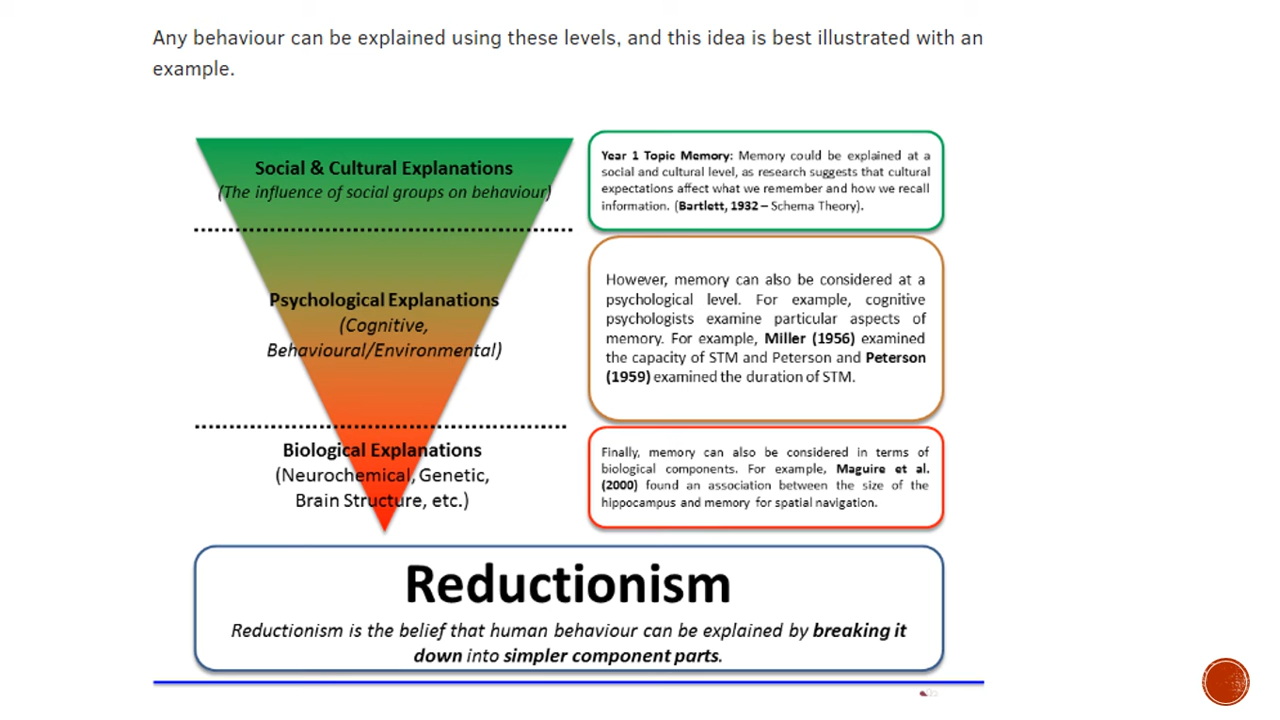 Any behaviour can be explained using these levels, and this idea is best illustrated with an
example.
Social & Cultural Explanations
(The influence of social groups on behaviour)
Year 1 Topic Memory: Memory could be explained at a
social and cultural level, as research suggests that cultural
expectations affect what we remember and how we recall
information. (Bartlett, 1932 – Schema Theory).
Psychological Explanations
(Cognitive,
Behavioural/Environmental)
However, memory can also be considered at a
psychological level. For example, cognitive
psychologists examine particular aspects of
memory. For example, Miller (1956) examined
the capacity of STM and Peterson and Peterson
(1959) examined the duration of STM.
Biological Explanations
(Neurochemical, Genetic,
Brain Structure, etc.)
Finally, memory can also be considered in terms of
biological components. For example, Maguire et al.
(2000) found an association between the size of the
hippocampus and memory for spatial navigation.
Reductionism
Reductionism is the belief that human behaviour can be explained by breaking it
down into simpler component parts.